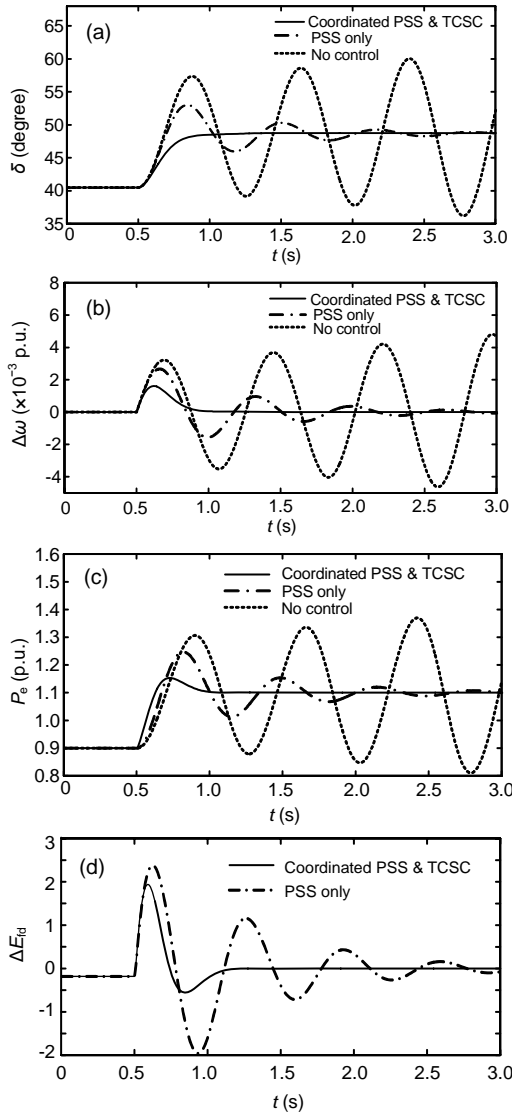 (a)
Coordinated PSS & TCSC
PSS only
No control
65
60
55
50
45
40
35
δ (degree)
0 0.5 1.0 1.5 2.0 2.5 3.0
t (s)
(b)
Coordinated PSS & TCSC
PSS only
No control
8
6
4
2
0
-2
-4
Δω (×10⁻³ p.u.)
0 0.5 1.0 1.5 2.0 2.5 3.0
t (s)
(c)
Coordinated PSS & TCSC
PSS only
No control
1.6
1.5
1.4
1.3
1.2
1.1
1.0
0.9
0.8
Pe (p.u.)
0 0.5 1.0 1.5 2.0 2.5 3.0
t (s)
(d)
Coordinated PSS & TCSC
PSS only
2
1
0
-1
-2
ΔEfd
0 0.5 1.0 1.5 2.0 2.5 3.0
t (s)